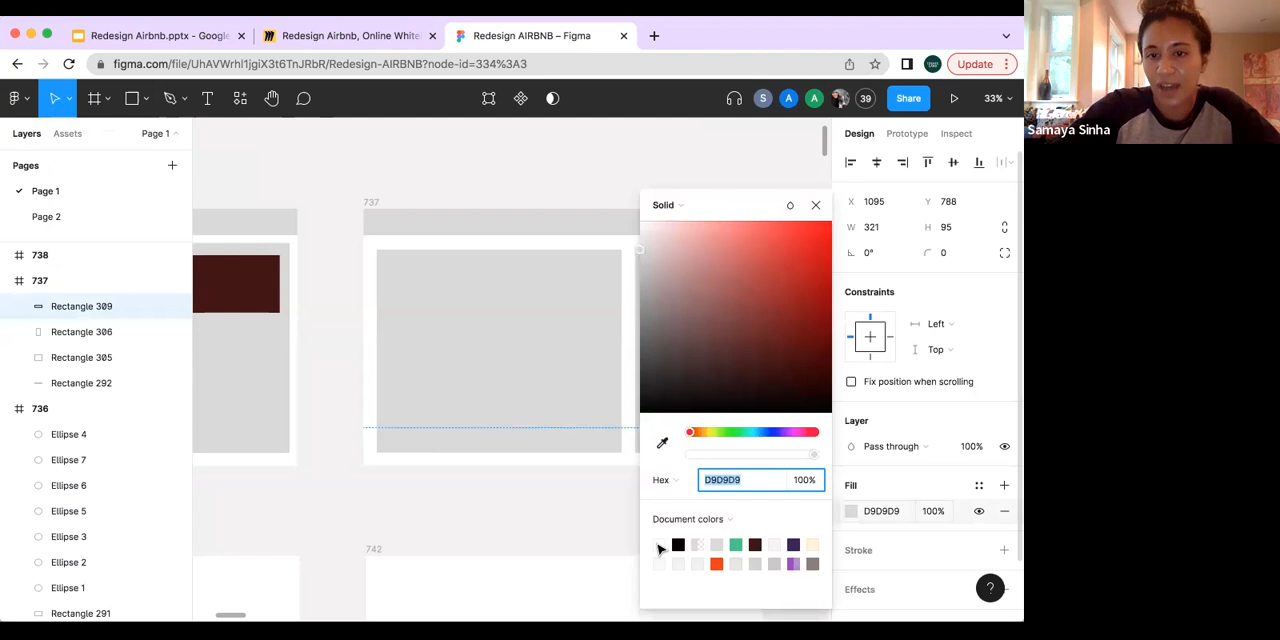 Redesign Airbnb.pptx - Google
Redesign Airbnb, Online White
Redesign AIRBNB – Figma
figma.com/file/UhAVWrhl1jgiX3t6TnJRbR/Redesign-AIRBNB?node-id=334%3A3
Update
S
A
A
39
Share
33%
Samaya Sinha
Layers
Assets
Page 1
Design
Prototype
Inspect
Pages
Page 1
Page 2
738
737
Rectangle 309
Rectangle 306
Rectangle 305
Rectangle 292
736
Ellipse 4
Ellipse 7
Ellipse 6
Ellipse 5
Ellipse 3
Ellipse 2
Ellipse 1
Rectangle 291
737
742
Solid
Hex
D9D9D9
100%
Document colors
X 1095
Y 788
W 321
H 95
0°
0
Constraints
Left
Top
Fix position when scrolling
Layer
Pass through
100%
Fill
D9D9D9
100%
Stroke
Effects
?